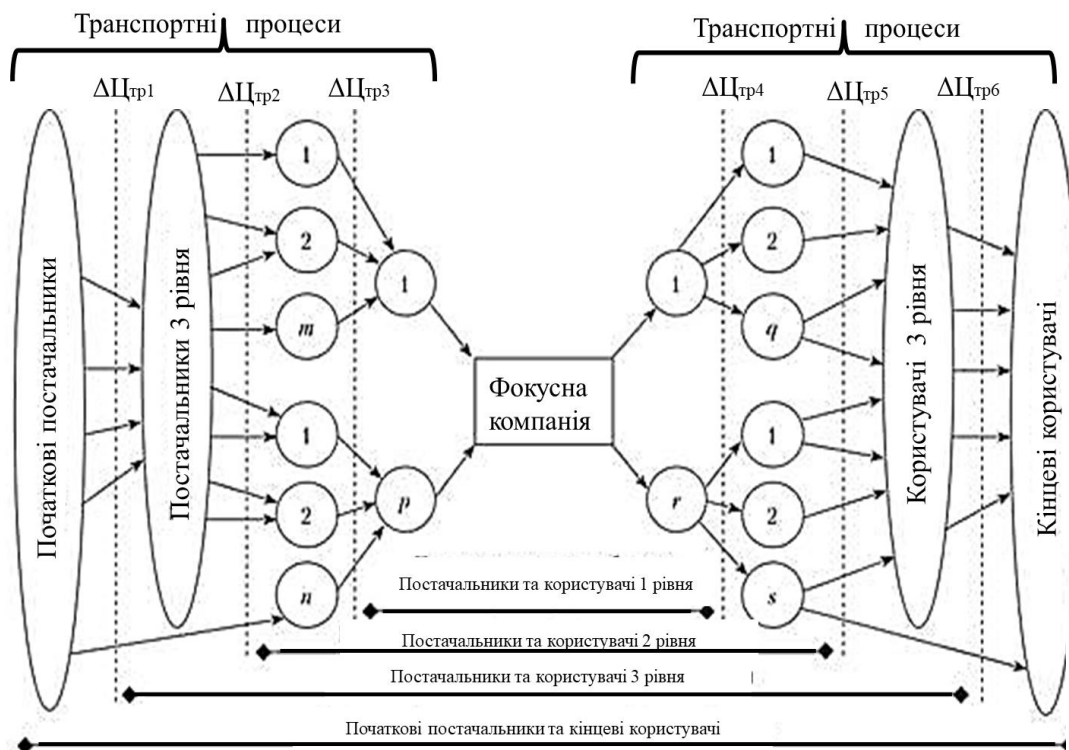 Транспортні процеси
Транспортні процеси
ΔЦтр1
ΔЦтр2
ΔЦтр3
ΔЦтр4
ΔЦтр5
ΔЦтр6
Початкові постачальники
Постачальники 3 рівня
1
2
m
1
2
n
1
p
Фокусна
компанія
1
r
1
2
q
1
2
s
Користувачі 3 рівня
Кінцеві користувачі
Постачальники та користувачі 1 рівня
Постачальники та користувачі 2 рівня
Постачальники та користувачі 3 рівня
Початкові постачальники та кінцеві користувачі